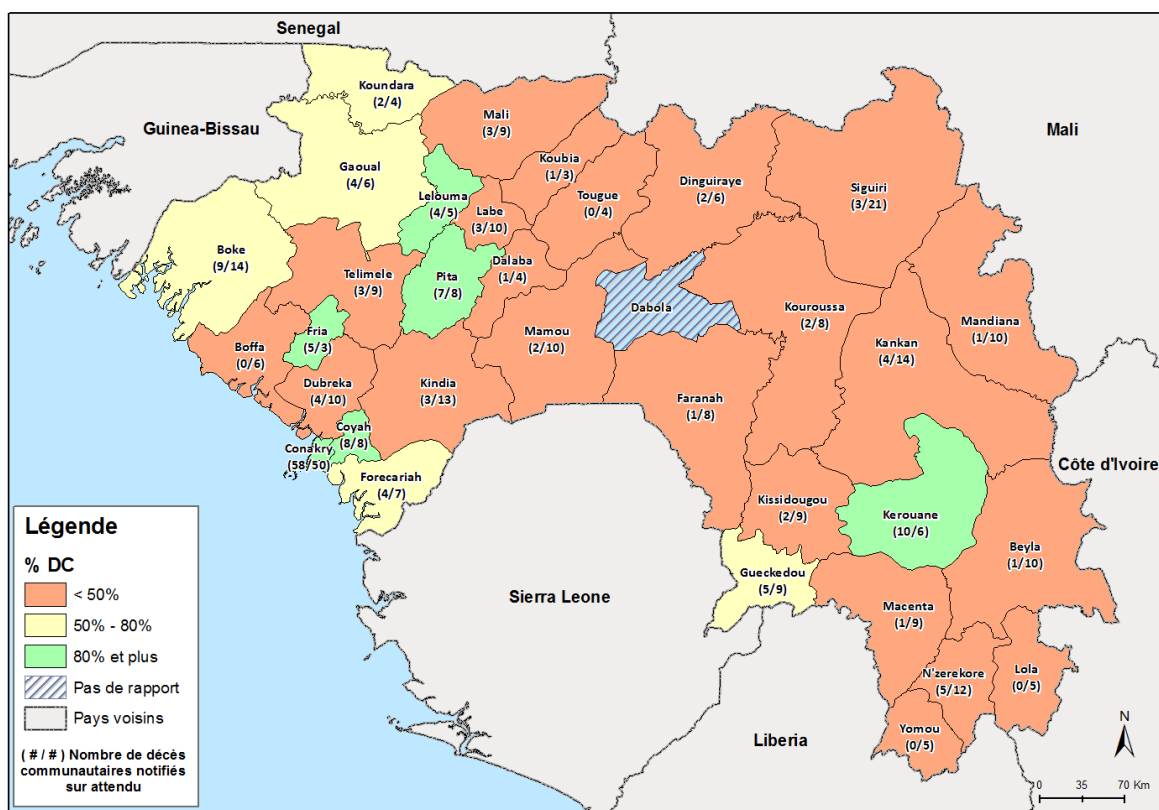 Senegal
Koundara
(2/4)
Mali
(3/9)
Guinea-Bissau
Mali
Koubia
(1/3)
Gaoual
(4/6)
Dinguiraye
(2/6)
Siguiri
(3/21)
Tougue
(0/4)
Lelouma
(4/5)
Labe
(3/10)
Boke
(9/14)
Dalaba
(1/4)
Telimele
(3/9)
Pita
(7/8)
Dabola
Kouroussa
(2/8)
Mandiana
(1/10)
Fria
(5/3)
Mamou
(2/10)
Kankan
(4/14)
Boffa
(0/6)
Dubreka
(4/10)
Kindia
(3/13)
Faranah
(1/8)
Coyah
(8/8)
Conakry
(58/50)
Forecariah
(4/7)
Côte d'Ivoire
Kissidougou
(2/9)
Kerouane
(10/6)
Beyla
(1/10)
Gueckedou
(5/9)
Sierra Leone
Macenta
(1/9)
N'zerekore
(5/12)
Lola
(0/5)
Yomou
(0/5)
Liberia
Légende
% DC
< 50%
50% - 80%
80% et plus
Pas de rapport
Pays voisins
( # / # ) Nombre de décès
communautaires notifiés
sur attendu
N
0 35 70 Km